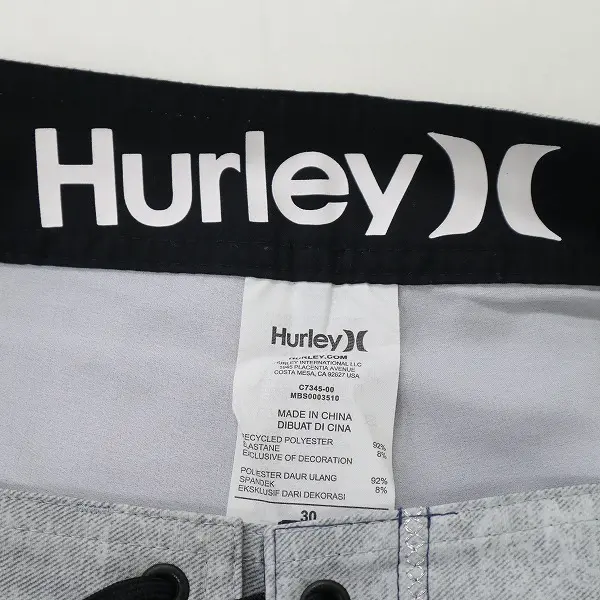 Hurley
Hurley
HURLEY.COM
HURLEY INTERNATIONAL LLC
1945 PLACENTIA AVENUE
COSTA MESA, CA 92627 USA
C7345-00
MBS0003510
MADE IN CHINA
DIBUAT DI CINA
RECYCLED POLYESTER 92%
ELASTANE 8%
EXCLUSIVE OF DECORATION
POLIESTER DAUR ULANG 92%
SPANDEK 8%
EKSKLUSIF DARI DEKORASI
30